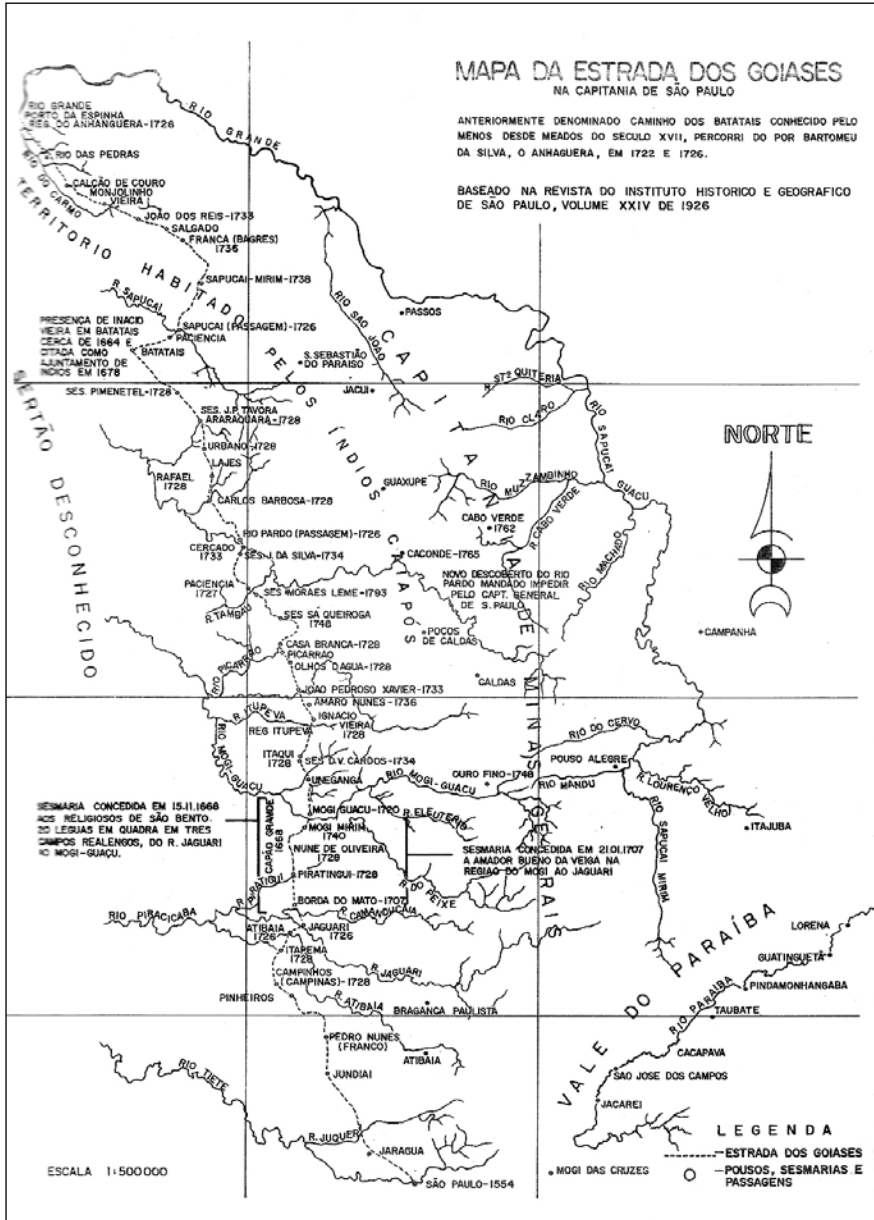 MAPA DA ESTRADA DOS GOIASES
NA CAPITANIA DE SÃO PAULO
ANTERIORMENTE DENOMINADO CAMINHO DOS BATATAIS CONHECIDO PELO
MENOS DESDE MEADOS DO SECULO XVII, PERCORRI DO POR BARTOMEU
DA SILVA, O ANHAGUERA, EM 1722 E 1726.
BASEADO NA REVISTA DO INSTITUTO HISTORICO E GEOGRAFICO
DE SÃO PAULO, VOLUME XXIV DE 1926
RIO GRANDE
PORTO DA ESPINHA
REG. DO ANHANGUERA-1726
RIO GRANDE
RIO DAS PEDRAS
CALÇÃO DE COURO
MONJOLINHO
VIEIRA
RIO DO CARMO
JOÃO DOS REIS-1733
SALGADO
FRANCA (BAGRES)
1736
TERRITORIO HABITADO PELOS ÍNDIOS CAIAPÓS
SAPUCAI-MIRIM-1738
R. SAPUCAI
RIO SAO JOÃO
PASSOS
CAPITANIA DE MINAS GERAIS
PRESENÇA DE INACIO
VIEIRA EM BATATAIS
CERCA DE 1664 E
CITADA COMO
AJUNTAMENTO DE
INDIOS EM 1678
SAPUCAI (PASSAGEM)-1726
PACIENCIA
BATATAIS
S. SEBASTIÃO
DO PARAISO
JACUI
R. STª QUITERIA
RIO CLARO
RIO SAPUCAI
GUAÇU
SERTÃO DESCONHECIDO
SES. PIMENETEL-1728
SES. J.P. TAVORA
ARARAQUARA-1728
URBANO-1728
LAJES
RAFAEL
1728
CARLOS BARBOSA-1728
GUAXUPE
RIO MUZZAMBINHO
CABO VERDE
1762
R. CABO VERDE
RIO MACHADO
NORTE
RIO PARDO (PASSAGEM)-1726
CERCADO
1733
SES J. DA SILVA-1734
CACONDE-1765
NOVO DESCOBERTO DO RIO
PARDO MANDADO IMPEDIR
PELO CAPT. GENERAL
DE S. PAULO
PACIENCIA
1727
SES MORAES LEME-1793
R. TAMBAÚ
SES SÁ QUEIROGA
1748
POÇOS
DE CALDAS
CAMPANHA
CASA BRANCA-1728
PICARRÃO
RIO PICARRÃO
OLHOS D'AGUA-1728
CALDAS
JOÃO PEDROSO XAVIER-1733
AMARO NUNES-1736
R. ITUPEVA
IGNACIO
VIEIRA
1728
REG ITUPEVA
RIO MOGI-GUAÇU
ITAQUI
1728
SES D.V. CARDOS-1734
RIO DO CERVO
POUSO ALEGRE
UNEGANGA
RIO MOGI-GUAÇU
OURO FINO-1748
RIO MANDU
R. LOURENÇO VELHO
SESMARIA CONCEDIDA EM 15.11.1668
AOS RELIGIOSOS DE SÃO BENTO.
20 LEGUAS EM QUADRA EM TRES
CAMPOS REALENGOS, DO R. JAGUARI
AO MOGI-GUAÇU.
CAPÃO GRANDE
1668
MOGI GUACU-1720
MOGI MIRIM
1740
R. ELEUTERIO
RIO SAPUCAI MIRIM
ITAJUBA
NUNE DE OLIVEIRA
1728
SESMARIA CONCEDIDA EM 21.01.1707
A AMADOR BUENO DA VEIGA NA
REGIÃO DO MOGI AO JAGUARI
PIRATINGUI-1728
R. PIRATIGUI
R. DO PEIXE
BORDA DO MATO-1707
RIO PIRACICABA
R. CAMANDUCAIA
ATIBAIA
1726
JAGUARI
1726
ITAPEMA
1728
R. JAGUARI
CAMPINHOS
(CAMPINAS)-1728
PINHEIROS
R. ATIBAIA
BRAGANÇA PAULISTA
VALE DO PARAÍBA
LORENA
GUATINGUETÁ
PINDAMONHANGABA
RIO PARAIBA
TAUBATE
PEDRO NUNES
(FRANCO)
ATIBAIA
CACAPAVA
RIO TIETE
JUNDIAI
SAO JOSE DOS CAMPOS
JACAREI
R. JUQUERI
JARAGUA
LEGENDA
ESTRADA DOS GOIASES
POUSOS, SESMARIAS E
PASSAGENS
MOGI DAS CRUZES
ESCALA 1:500000
SÃO PAULO-1554